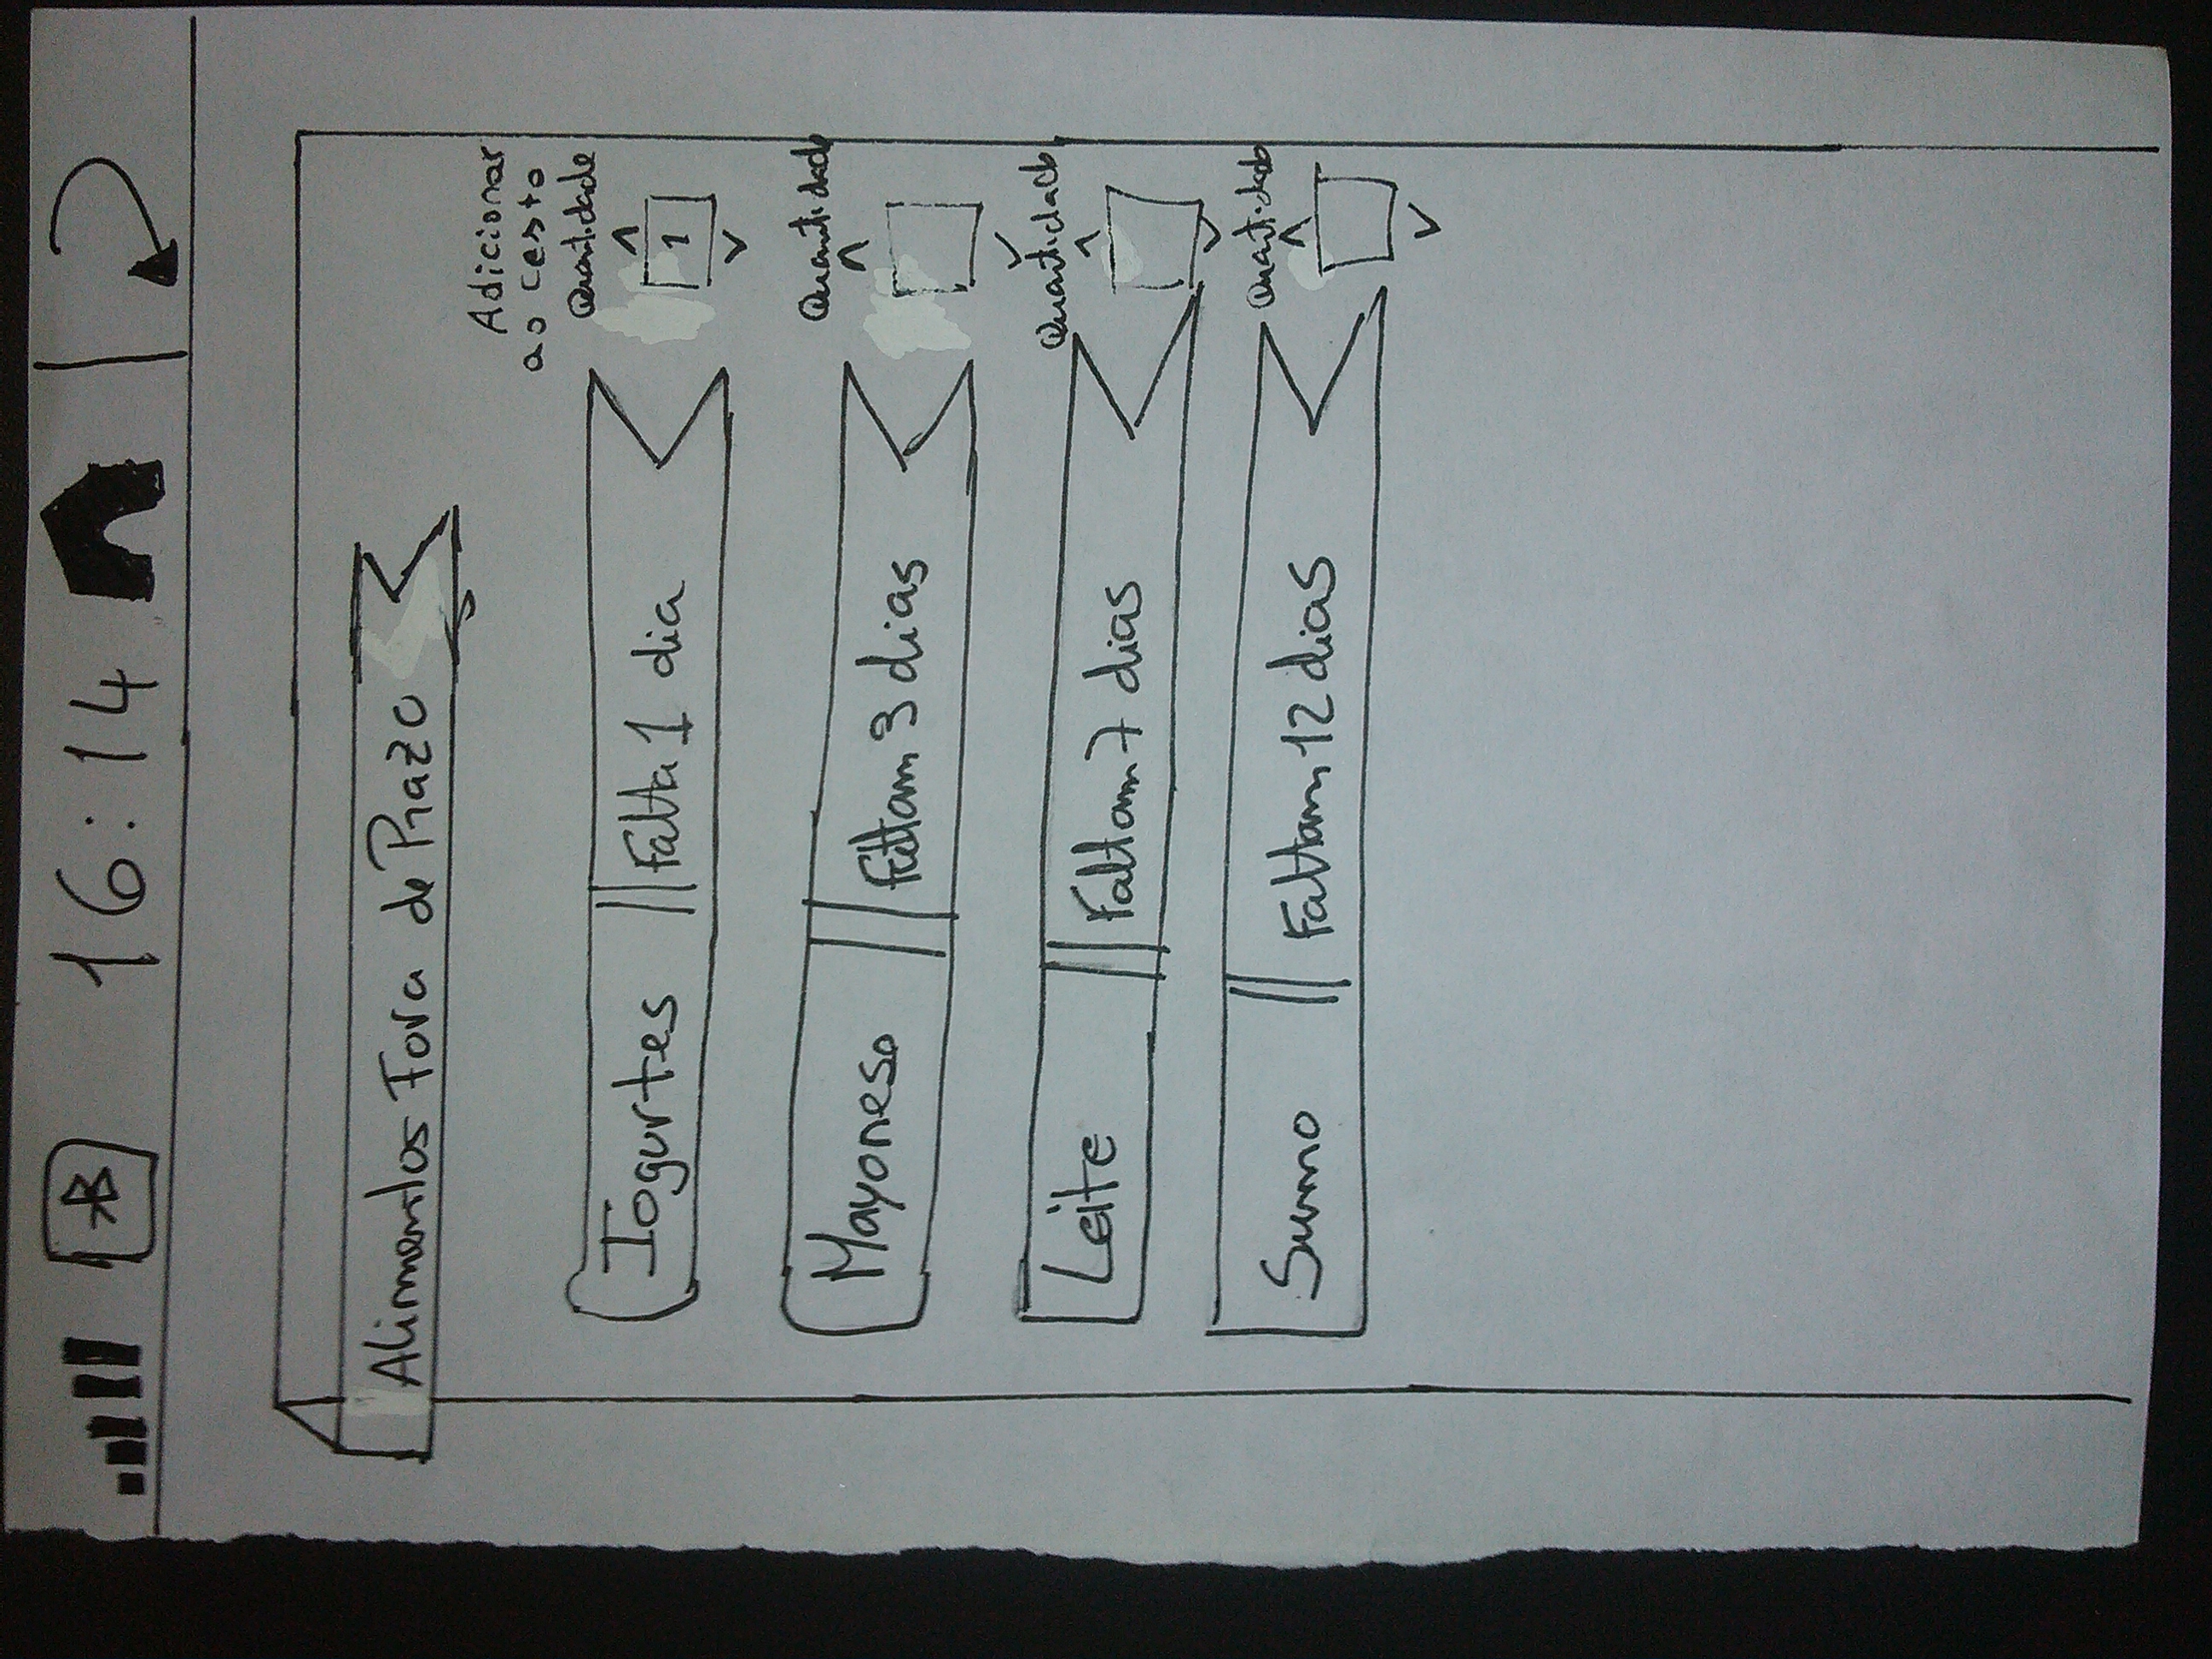 16:14
Alimentos Fora de Prazo
Adicionar
ao cesto
Quantidade
Iogurtes || Falta 1 dia
1
Quantidade
Mayonese || Faltam 3 dias
Quantidade
Leite || Faltam 7 dias
Quantidade
Sumo || Faltam 12 dias